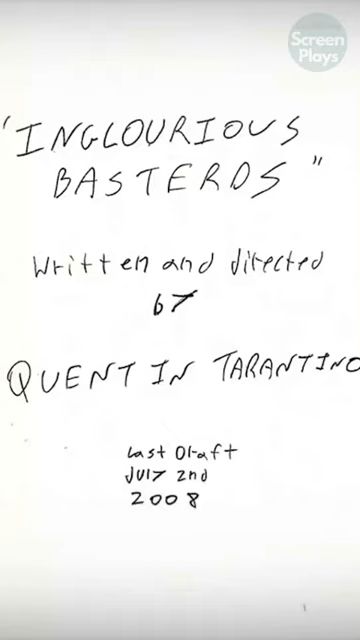 Screen
Plays
"INGLOURIOUS
BASTERDS"
Written and directed
by
QUENTIN TARANTINO
Last Draft
July 2nd
2008